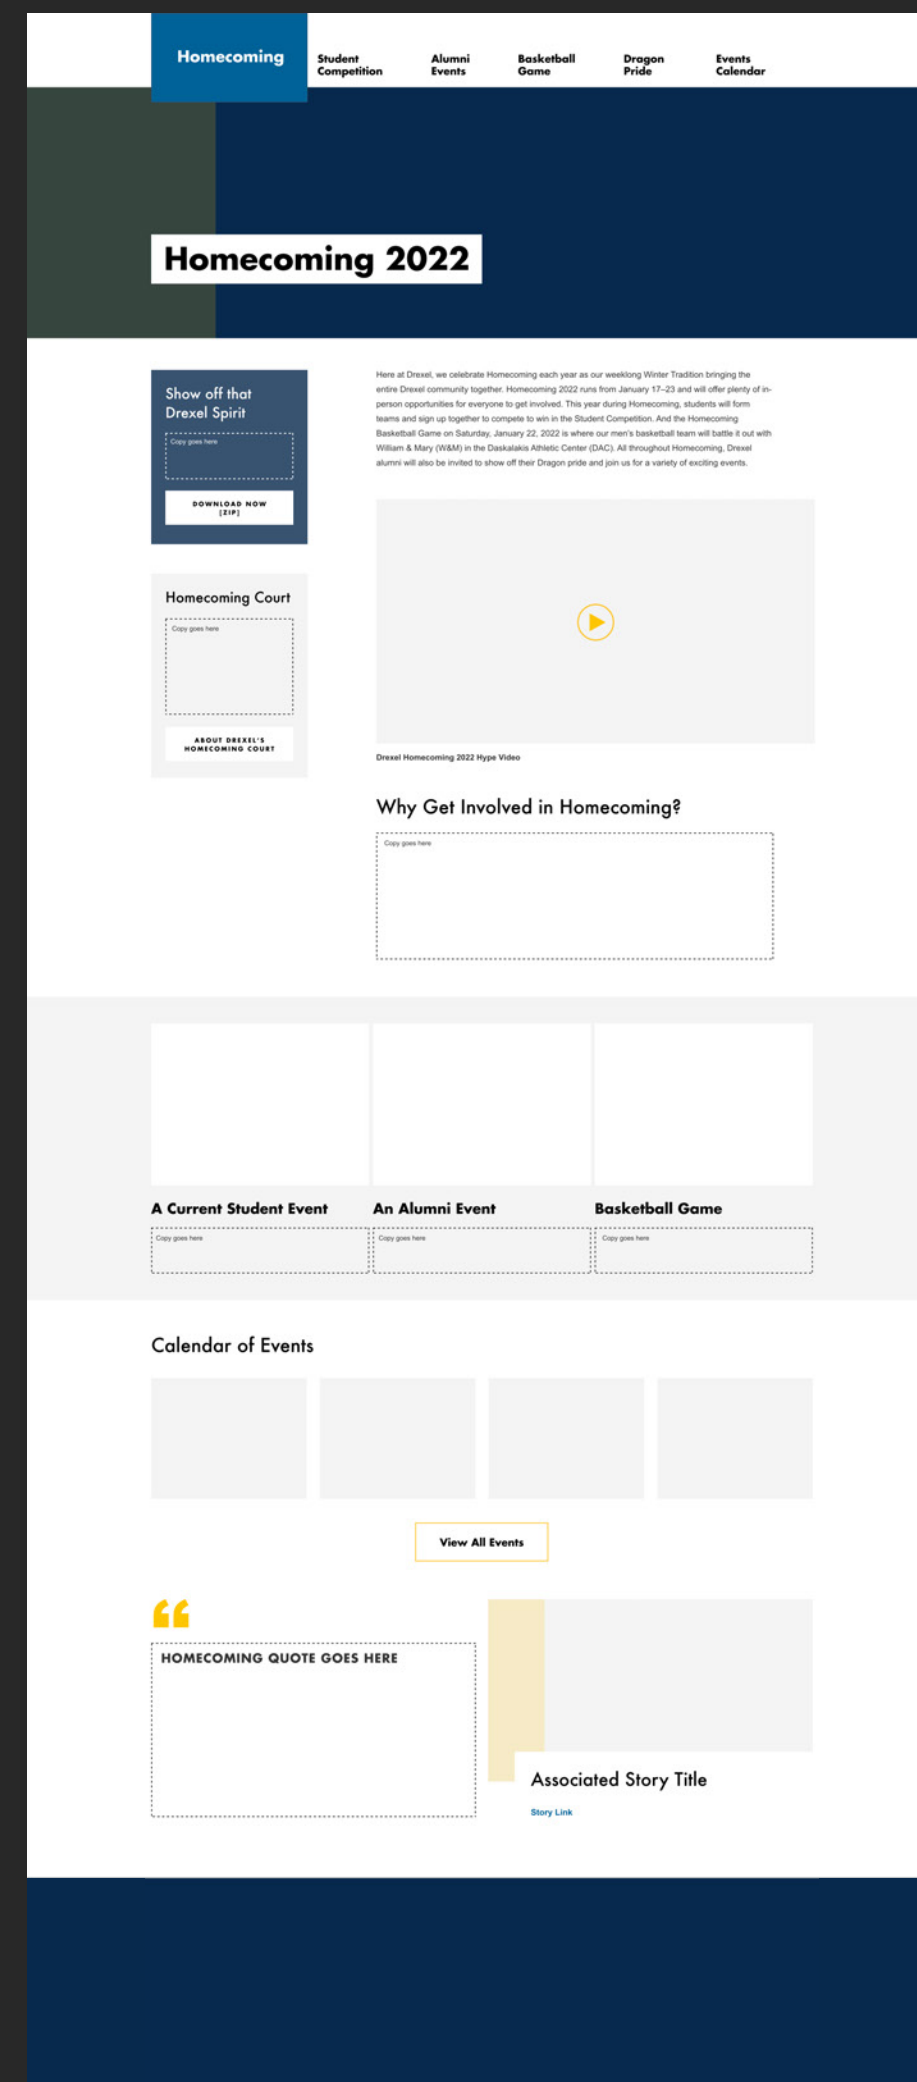 Homecoming
Student
Competition
Alumni
Events
Basketball
Game
Dragon
Pride
Events
Calendar
Homecoming 2022
Show off that
Drexel Spirit
Copy goes here
DOWNLOAD NOW
[ZIP]
Homecoming Court
Copy goes here
ABOUT DREXEL'S
HOMECOMING COURT
Here at Drexel, we celebrate Homecoming each year as our weeklong Winter Tradition bringing the
entire Drexel community together. Homecoming 2022 runs from January 17–23 and will offer plenty of in-
person opportunities for everyone to get involved. This year during Homecoming, students will form
teams and sign up together to compete to win in the Student Competition. And the Homecoming
Basketball Game on Saturday, January 22, 2022 is where our men's basketball team will battle it out with
William & Mary (W&M) in the Daskalakis Athletic Center (DAC). All throughout Homecoming, Drexel
alumni will also be invited to show off their Dragon pride and join us for a variety of exciting events.
Drexel Homecoming 2022 Hype Video
Why Get Involved in Homecoming?
Copy goes here
A Current Student Event
Copy goes here
An Alumni Event
Copy goes here
Basketball Game
Copy goes here
Calendar of Events
View All Events
“
HOMECOMING QUOTE GOES HERE
Associated Story Title
Story Link